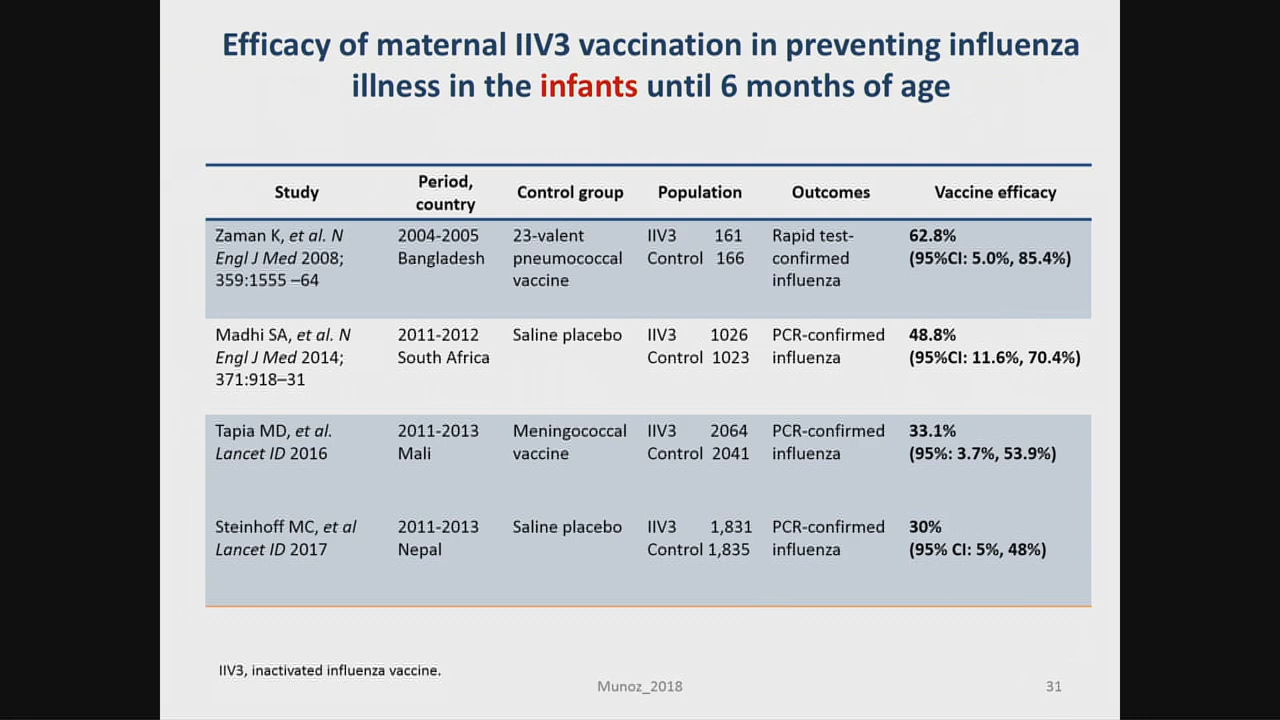 Efficacy of maternal IIV3 vaccination in preventing influenza
illness in the infants until 6 months of age
Study
Period,
country
Control group
Population
Outcomes
Vaccine efficacy
Zaman K, et al. N
Engl J Med 2008;
359:1555 –64
2004-2005
Bangladesh
23-valent
pneumococcal
vaccine
IIV3 161
Control 166
Rapid test-
confirmed
influenza
62.8%
(95%CI: 5.0%, 85.4%)
Madhi SA, et al. N
Engl J Med 2014;
371:918–31
2011-2012
South Africa
Saline placebo
IIV3 1026
Control 1023
PCR-confirmed
influenza
48.8%
(95%CI: 11.6%, 70.4%)
Tapia MD, et al.
Lancet ID 2016
2011-2013
Mali
Meningococcal
vaccine
IIV3 2064
Control 2041
PCR-confirmed
influenza
33.1%
(95%: 3.7%, 53.9%)
Steinhoff MC, et al
Lancet ID 2017
2011-2013
Nepal
Saline placebo
IIV3 1,831
Control 1,835
PCR-confirmed
influenza
30%
(95% CI: 5%, 48%)
IIV3, inactivated influenza vaccine.
Munoz_2018
31